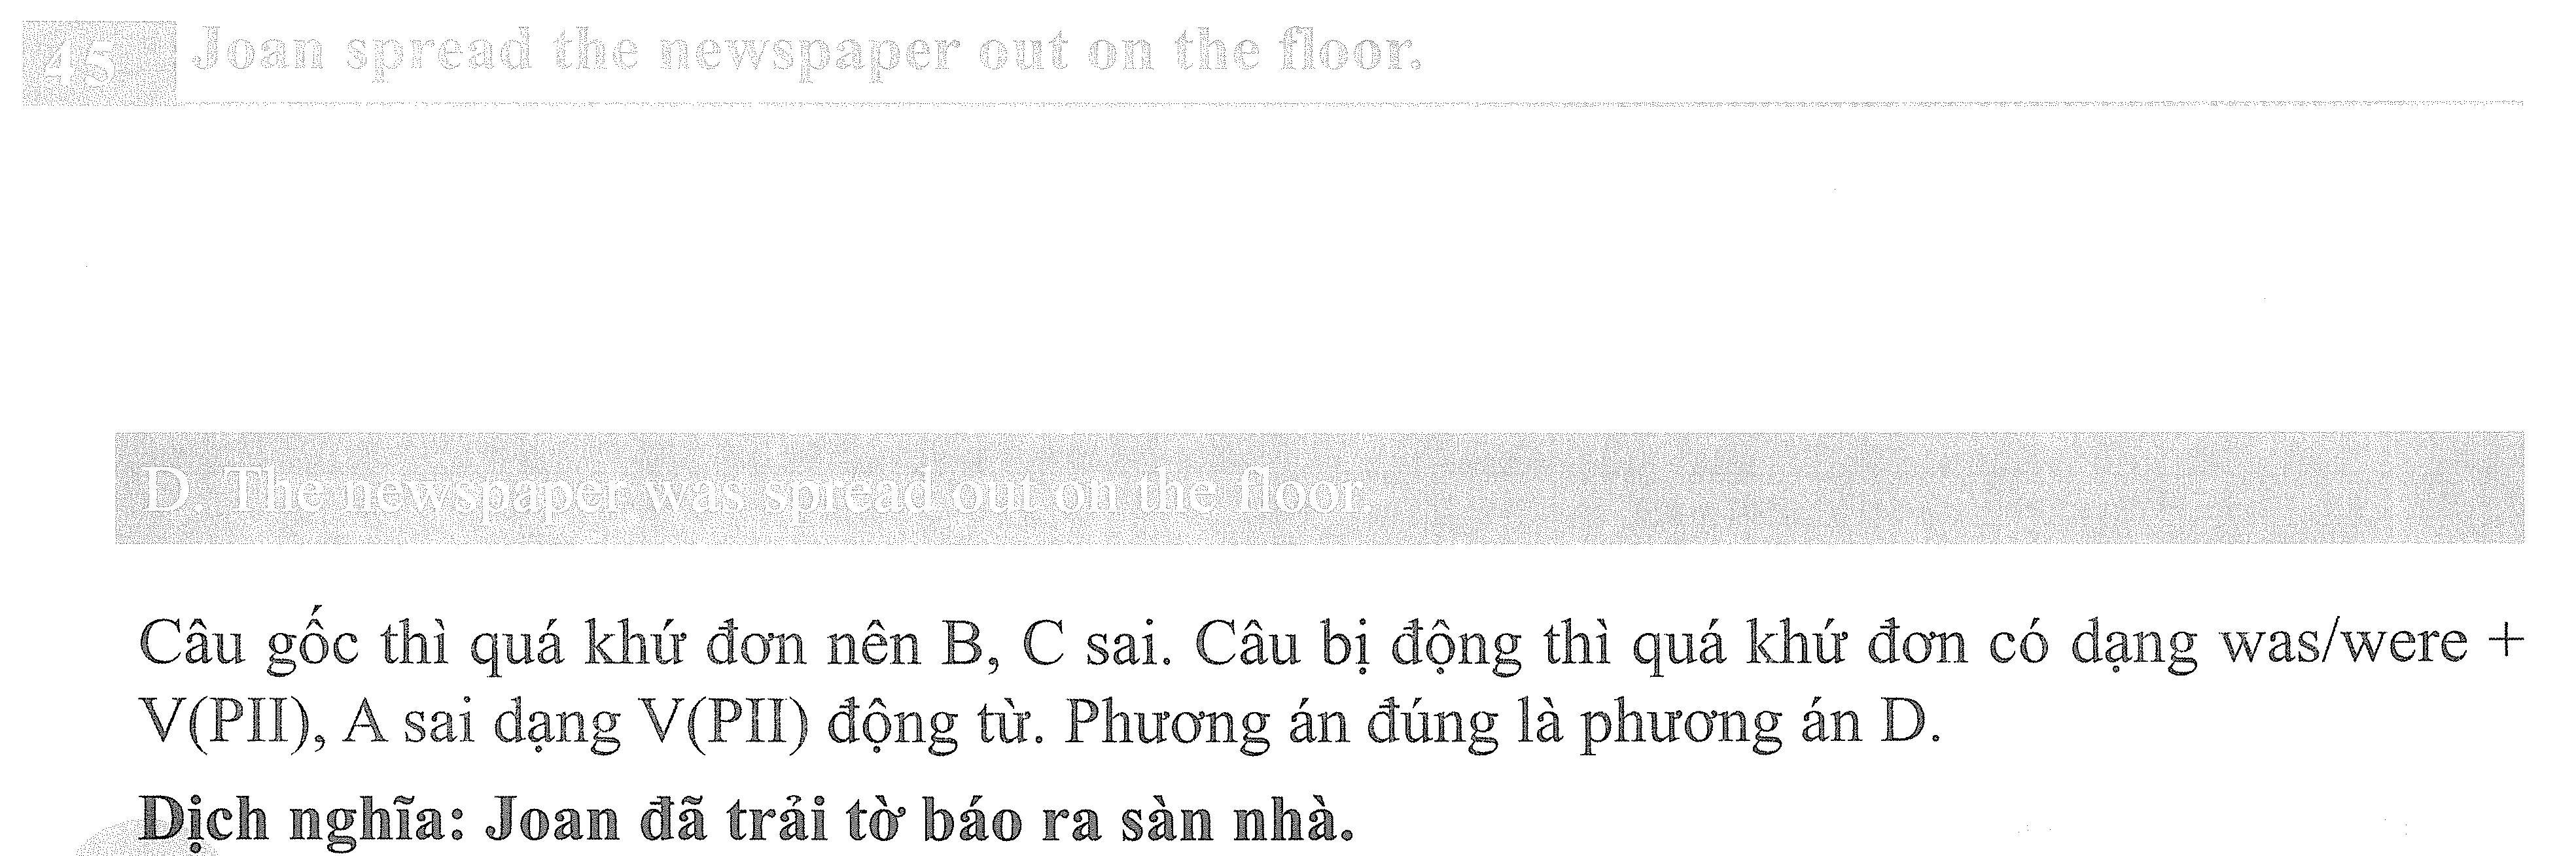 45 Joan spread the newspaper out on the floor.
D. The newspaper was spread out on the floor.
Câu gốc thì quá khứ đơn nên B, C sai. Câu bị động thì quá khứ đơn có dạng was/were +
V(PII), A sai dạng V(PII) động từ. Phương án đúng là phương án D.
Dịch nghĩa: Joan đã trải tờ báo ra sàn nhà.